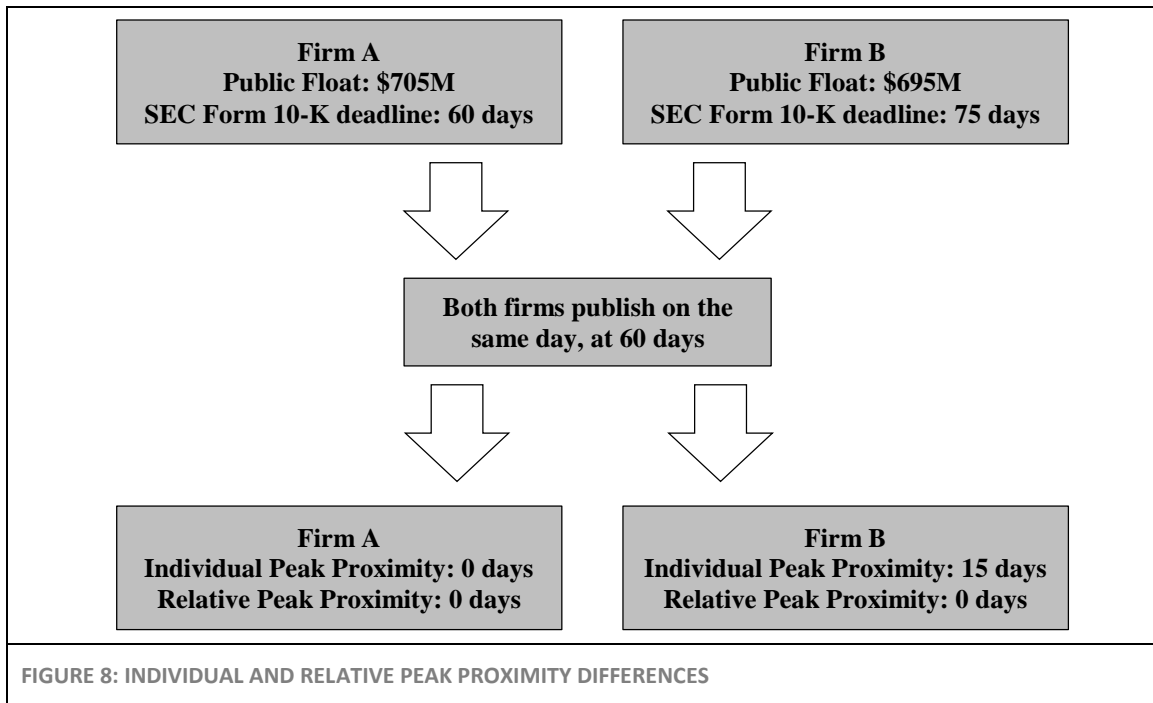 Firm A
Public Float: $705M
SEC Form 10-K deadline: 60 days
Firm B
Public Float: $695M
SEC Form 10-K deadline: 75 days
Both firms publish on the
same day, at 60 days
Firm A
Individual Peak Proximity: 0 days
Relative Peak Proximity: 0 days
Firm B
Individual Peak Proximity: 15 days
Relative Peak Proximity: 0 days
FIGURE 8: INDIVIDUAL AND RELATIVE PEAK PROXIMITY DIFFERENCES